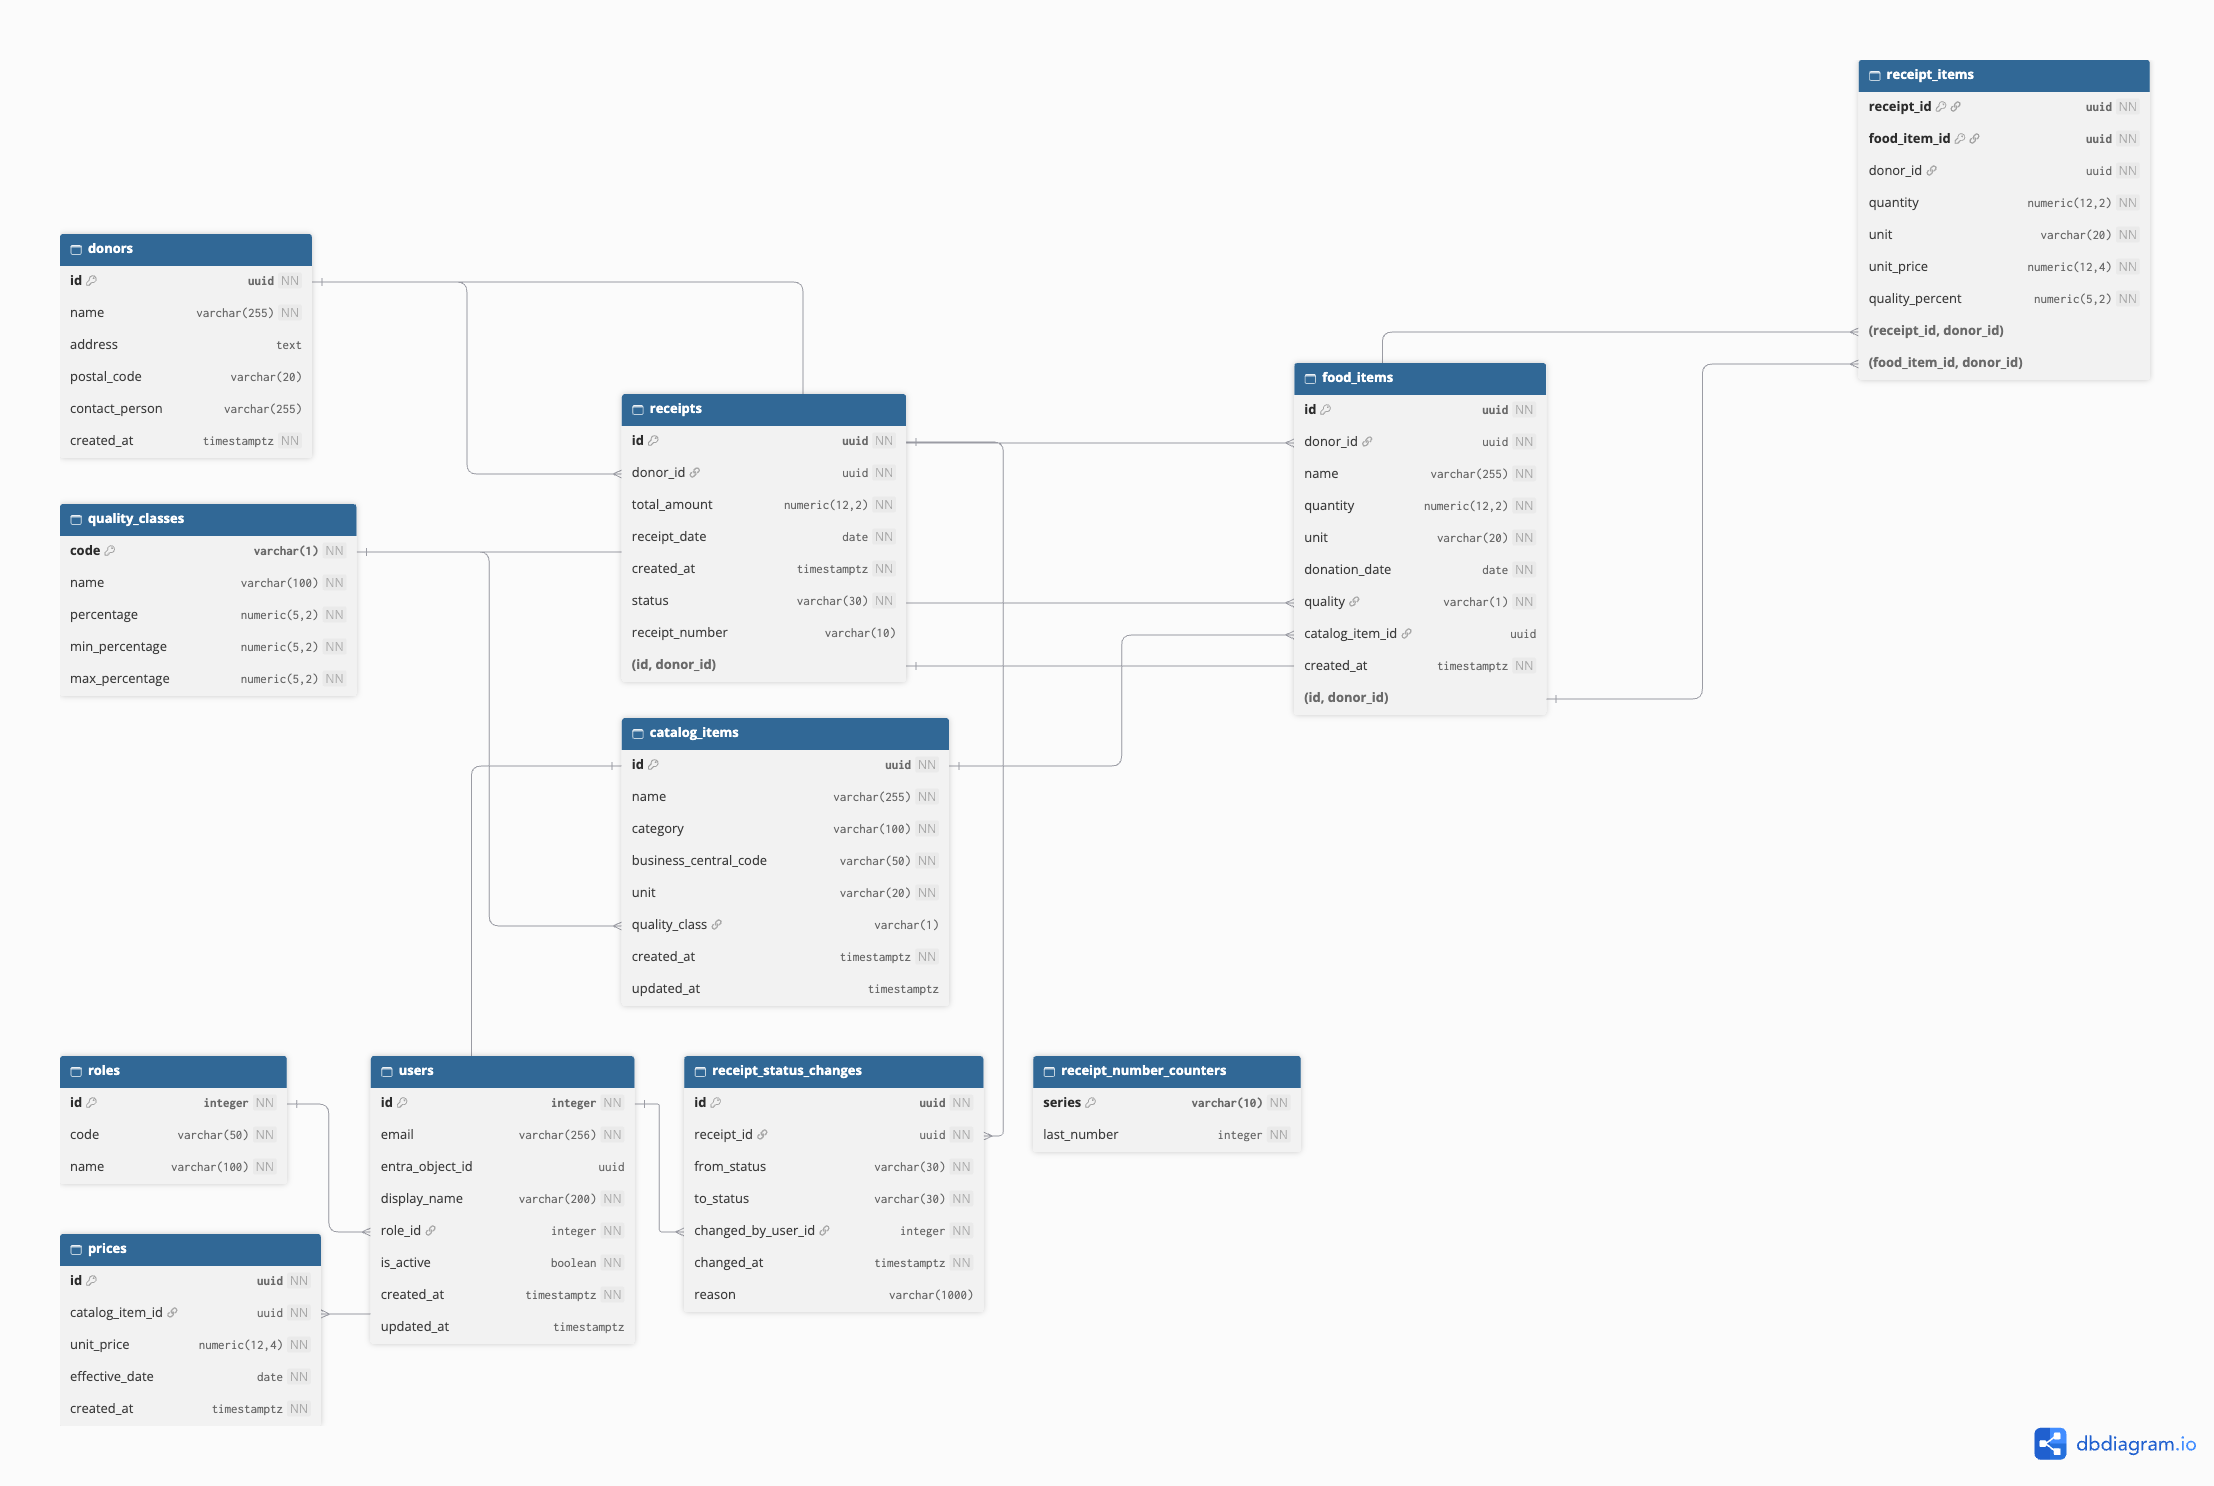 receipt_items
receipt_id uuid NN
food_item_id uuid NN
donor_id uuid NN
quantity numeric(12,2) NN
unit varchar(20) NN
unit_price numeric(12,4) NN
quality_percent numeric(5,2) NN
(receipt_id, donor_id)
(food_item_id, donor_id)
donors
id uuid NN
name varchar(255) NN
address text
postal_code varchar(20)
contact_person varchar(255)
created_at timestamptz NN
receipts
id uuid NN
donor_id uuid NN
total_amount numeric(12,2) NN
receipt_date date NN
created_at timestamptz NN
status varchar(30) NN
receipt_number varchar(10)
(id, donor_id)
food_items
id uuid NN
donor_id uuid NN
name varchar(255) NN
quantity numeric(12,2) NN
unit varchar(20) NN
donation_date date NN
quality varchar(1) NN
catalog_item_id uuid
created_at timestamptz NN
(id, donor_id)
quality_classes
code varchar(1) NN
name varchar(100) NN
percentage numeric(5,2) NN
min_percentage numeric(5,2) NN
max_percentage numeric(5,2) NN
catalog_items
id uuid NN
name varchar(255) NN
category varchar(100) NN
business_central_code varchar(50) NN
unit varchar(20) NN
quality_class varchar(1)
created_at timestamptz NN
updated_at timestamptz
roles
id integer NN
code varchar(50) NN
name varchar(100) NN
users
id integer NN
email varchar(256) NN
entra_object_id uuid
display_name varchar(200) NN
role_id integer NN
is_active boolean NN
created_at timestamptz NN
updated_at timestamptz
receipt_status_changes
id uuid NN
receipt_id uuid NN
from_status varchar(30) NN
to_status varchar(30) NN
changed_by_user_id integer NN
changed_at timestamptz NN
reason varchar(1000)
receipt_number_counters
series varchar(10) NN
last_number integer NN
prices
id uuid NN
catalog_item_id uuid NN
unit_price numeric(12,4) NN
effective_date date NN
created_at timestamptz NN
dbdiagram.io